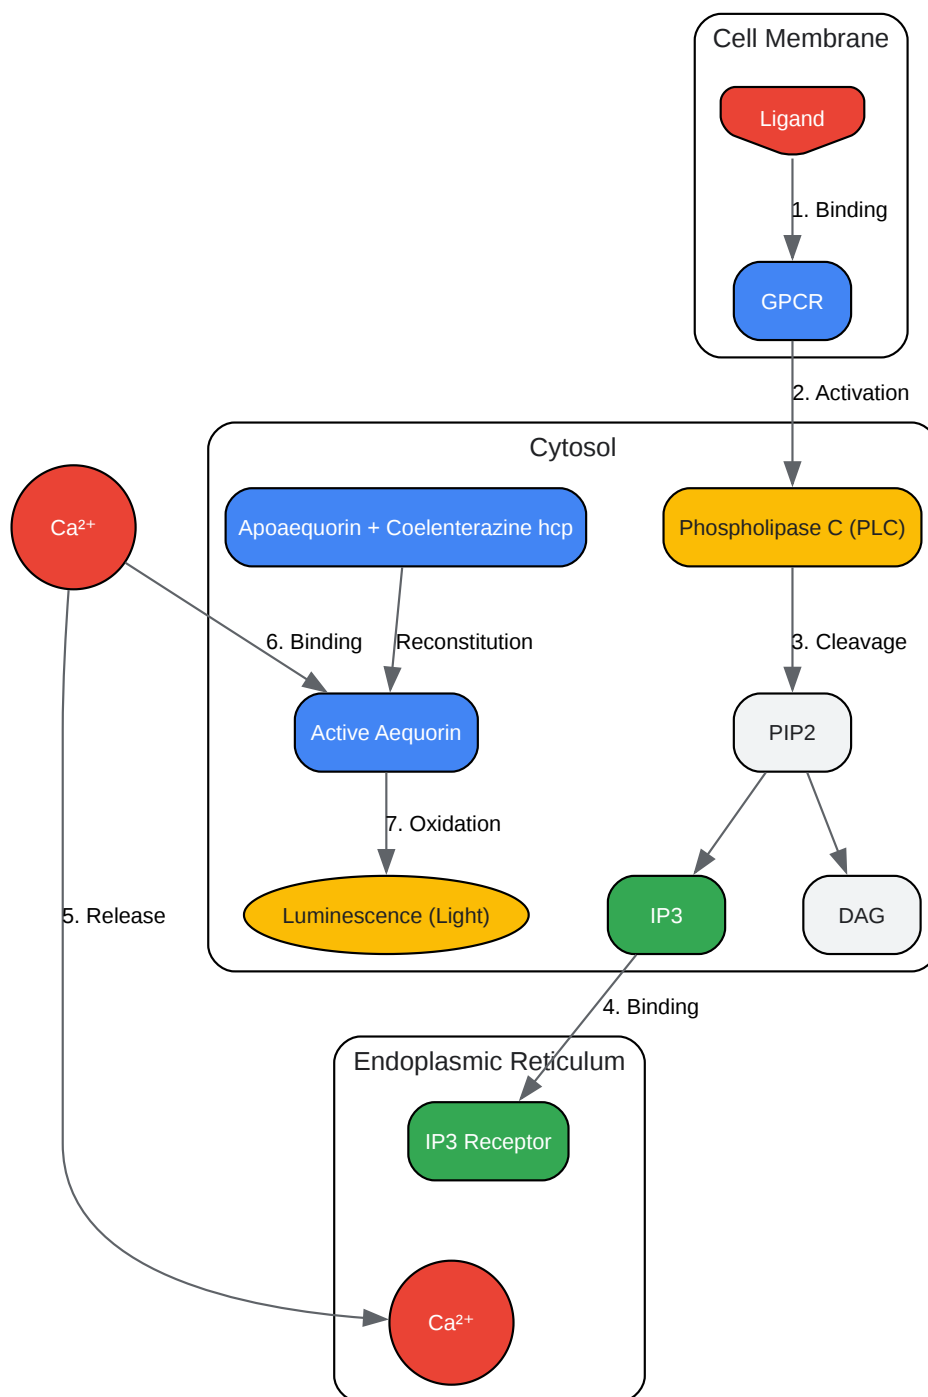 Cell Membrane
Ligand
1. Binding
GPCR
2. Activation
Cytosol
Ca²⁺
Apoaequorin + Coelenterazine hcp
Phospholipase C (PLC)
6. Binding
Reconstitution
3. Cleavage
Active Aequorin
PIP2
7. Oxidation
5. Release
Luminescence (Light)
IP3
DAG
4. Binding
Endoplasmic Reticulum
IP3 Receptor
Ca²⁺